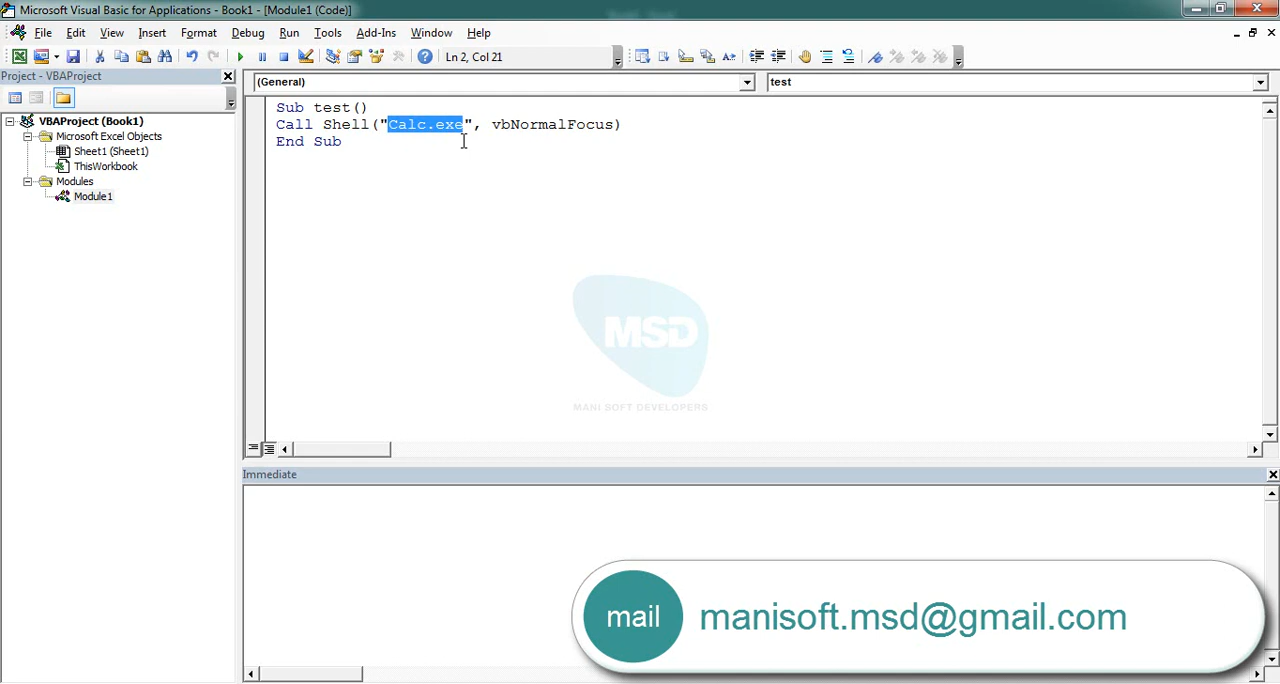 Microsoft Visual Basic for Applications - Book1 - [Module1 (Code)]
File Edit View Insert Format Debug Run Tools Add-Ins Window Help
Ln 2, Col 21
Project - VBAProject
(General)
test
VBAProject (Book1)
Microsoft Excel Objects
Sheet1 (Sheet1)
ThisWorkbook
Modules
Module1
Sub test()
Call Shell("Calc.exe", vbNormalFocus)
End Sub
MSD
MANI SOFT DEVELOPERS
Immediate
mail manisoft.msd@gmail.com